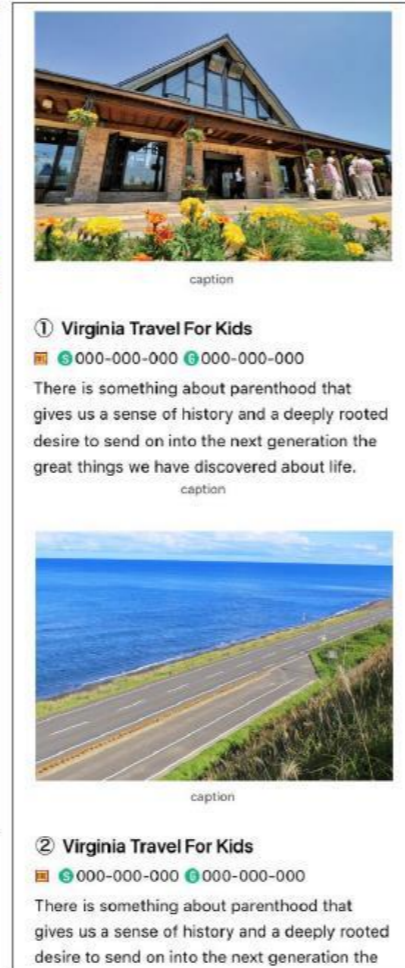 caption
① Virginia Travel For Kids
S 000-000-000 G 000-000-000
There is something about parenthood that
gives us a sense of history and a deeply rooted
desire to send on into the next generation the
great things we have discovered about life.
caption
caption
② Virginia Travel For Kids
S 000-000-000 G 000-000-000
There is something about parenthood that
gives us a sense of history and a deeply rooted
desire to send on into the next generation the